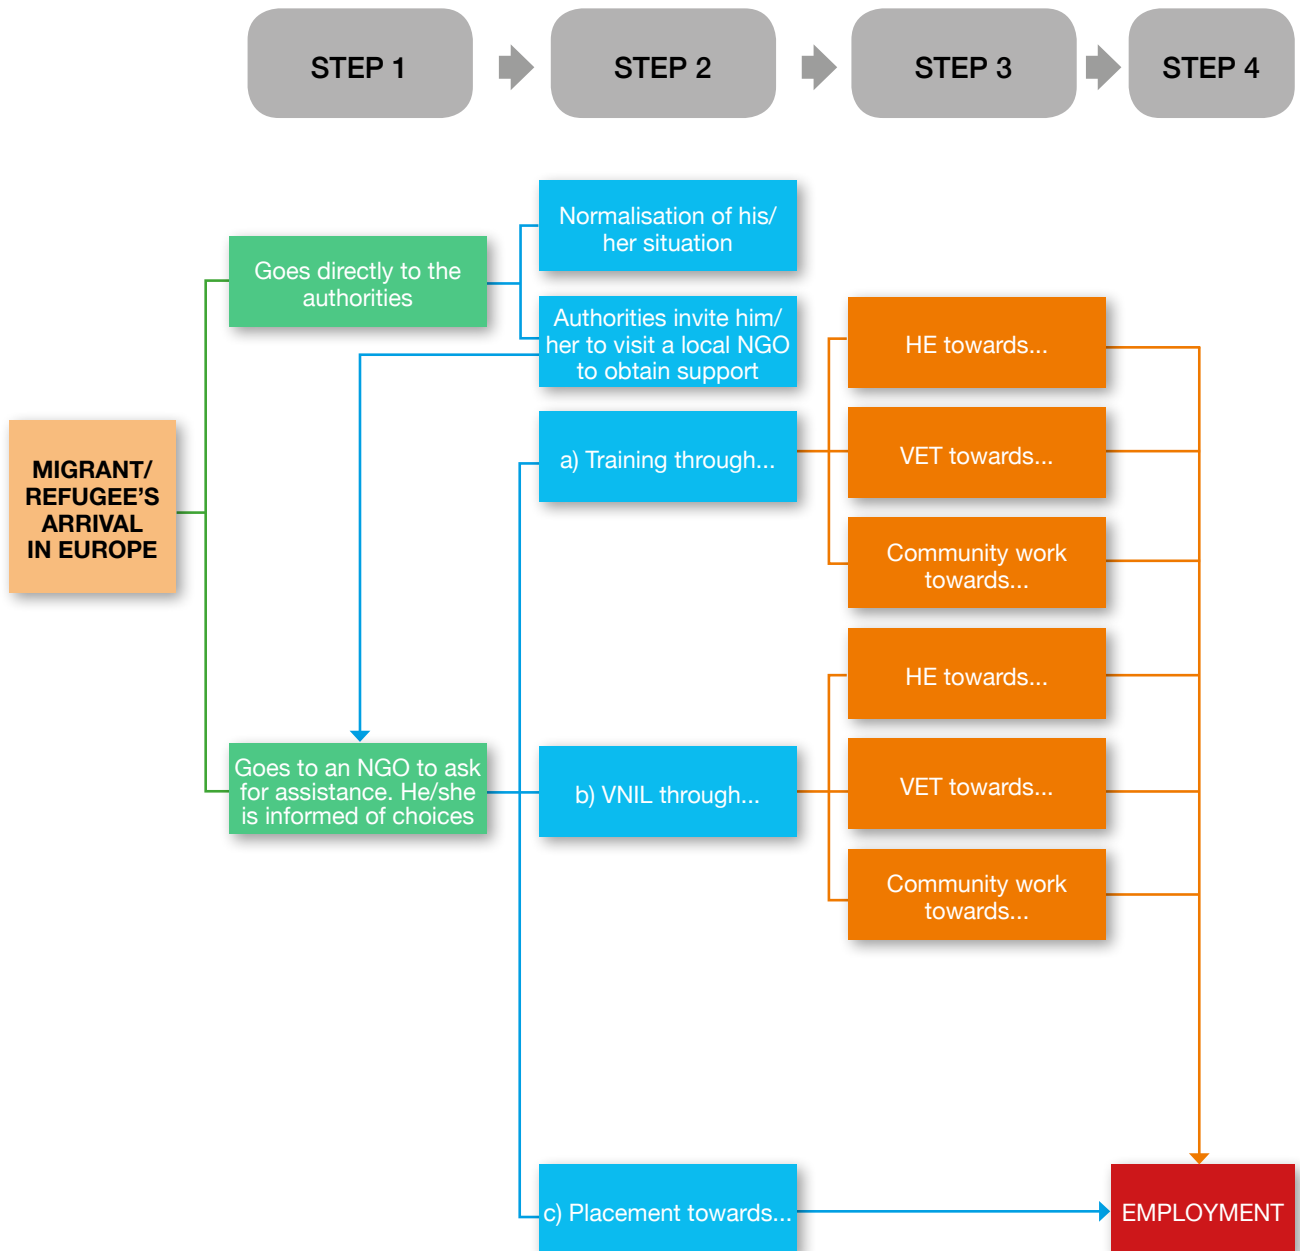 STEP 1
STEP 2
STEP 3
STEP 4
Normalisation of his/
her situation
Goes directly to the
authorities
Authorities invite him/
her to visit a local NGO
to obtain support
HE towards...
a) Training through...
VET towards...
MIGRANT/
REFUGEE'S
ARRIVAL
IN EUROPE
Community work
towards...
HE towards...
Goes to an NGO to ask
for assistance. He/she
is informed of choices
b) VNIL through...
VET towards...
Community work
towards...
c) Placement towards...
EMPLOYMENT